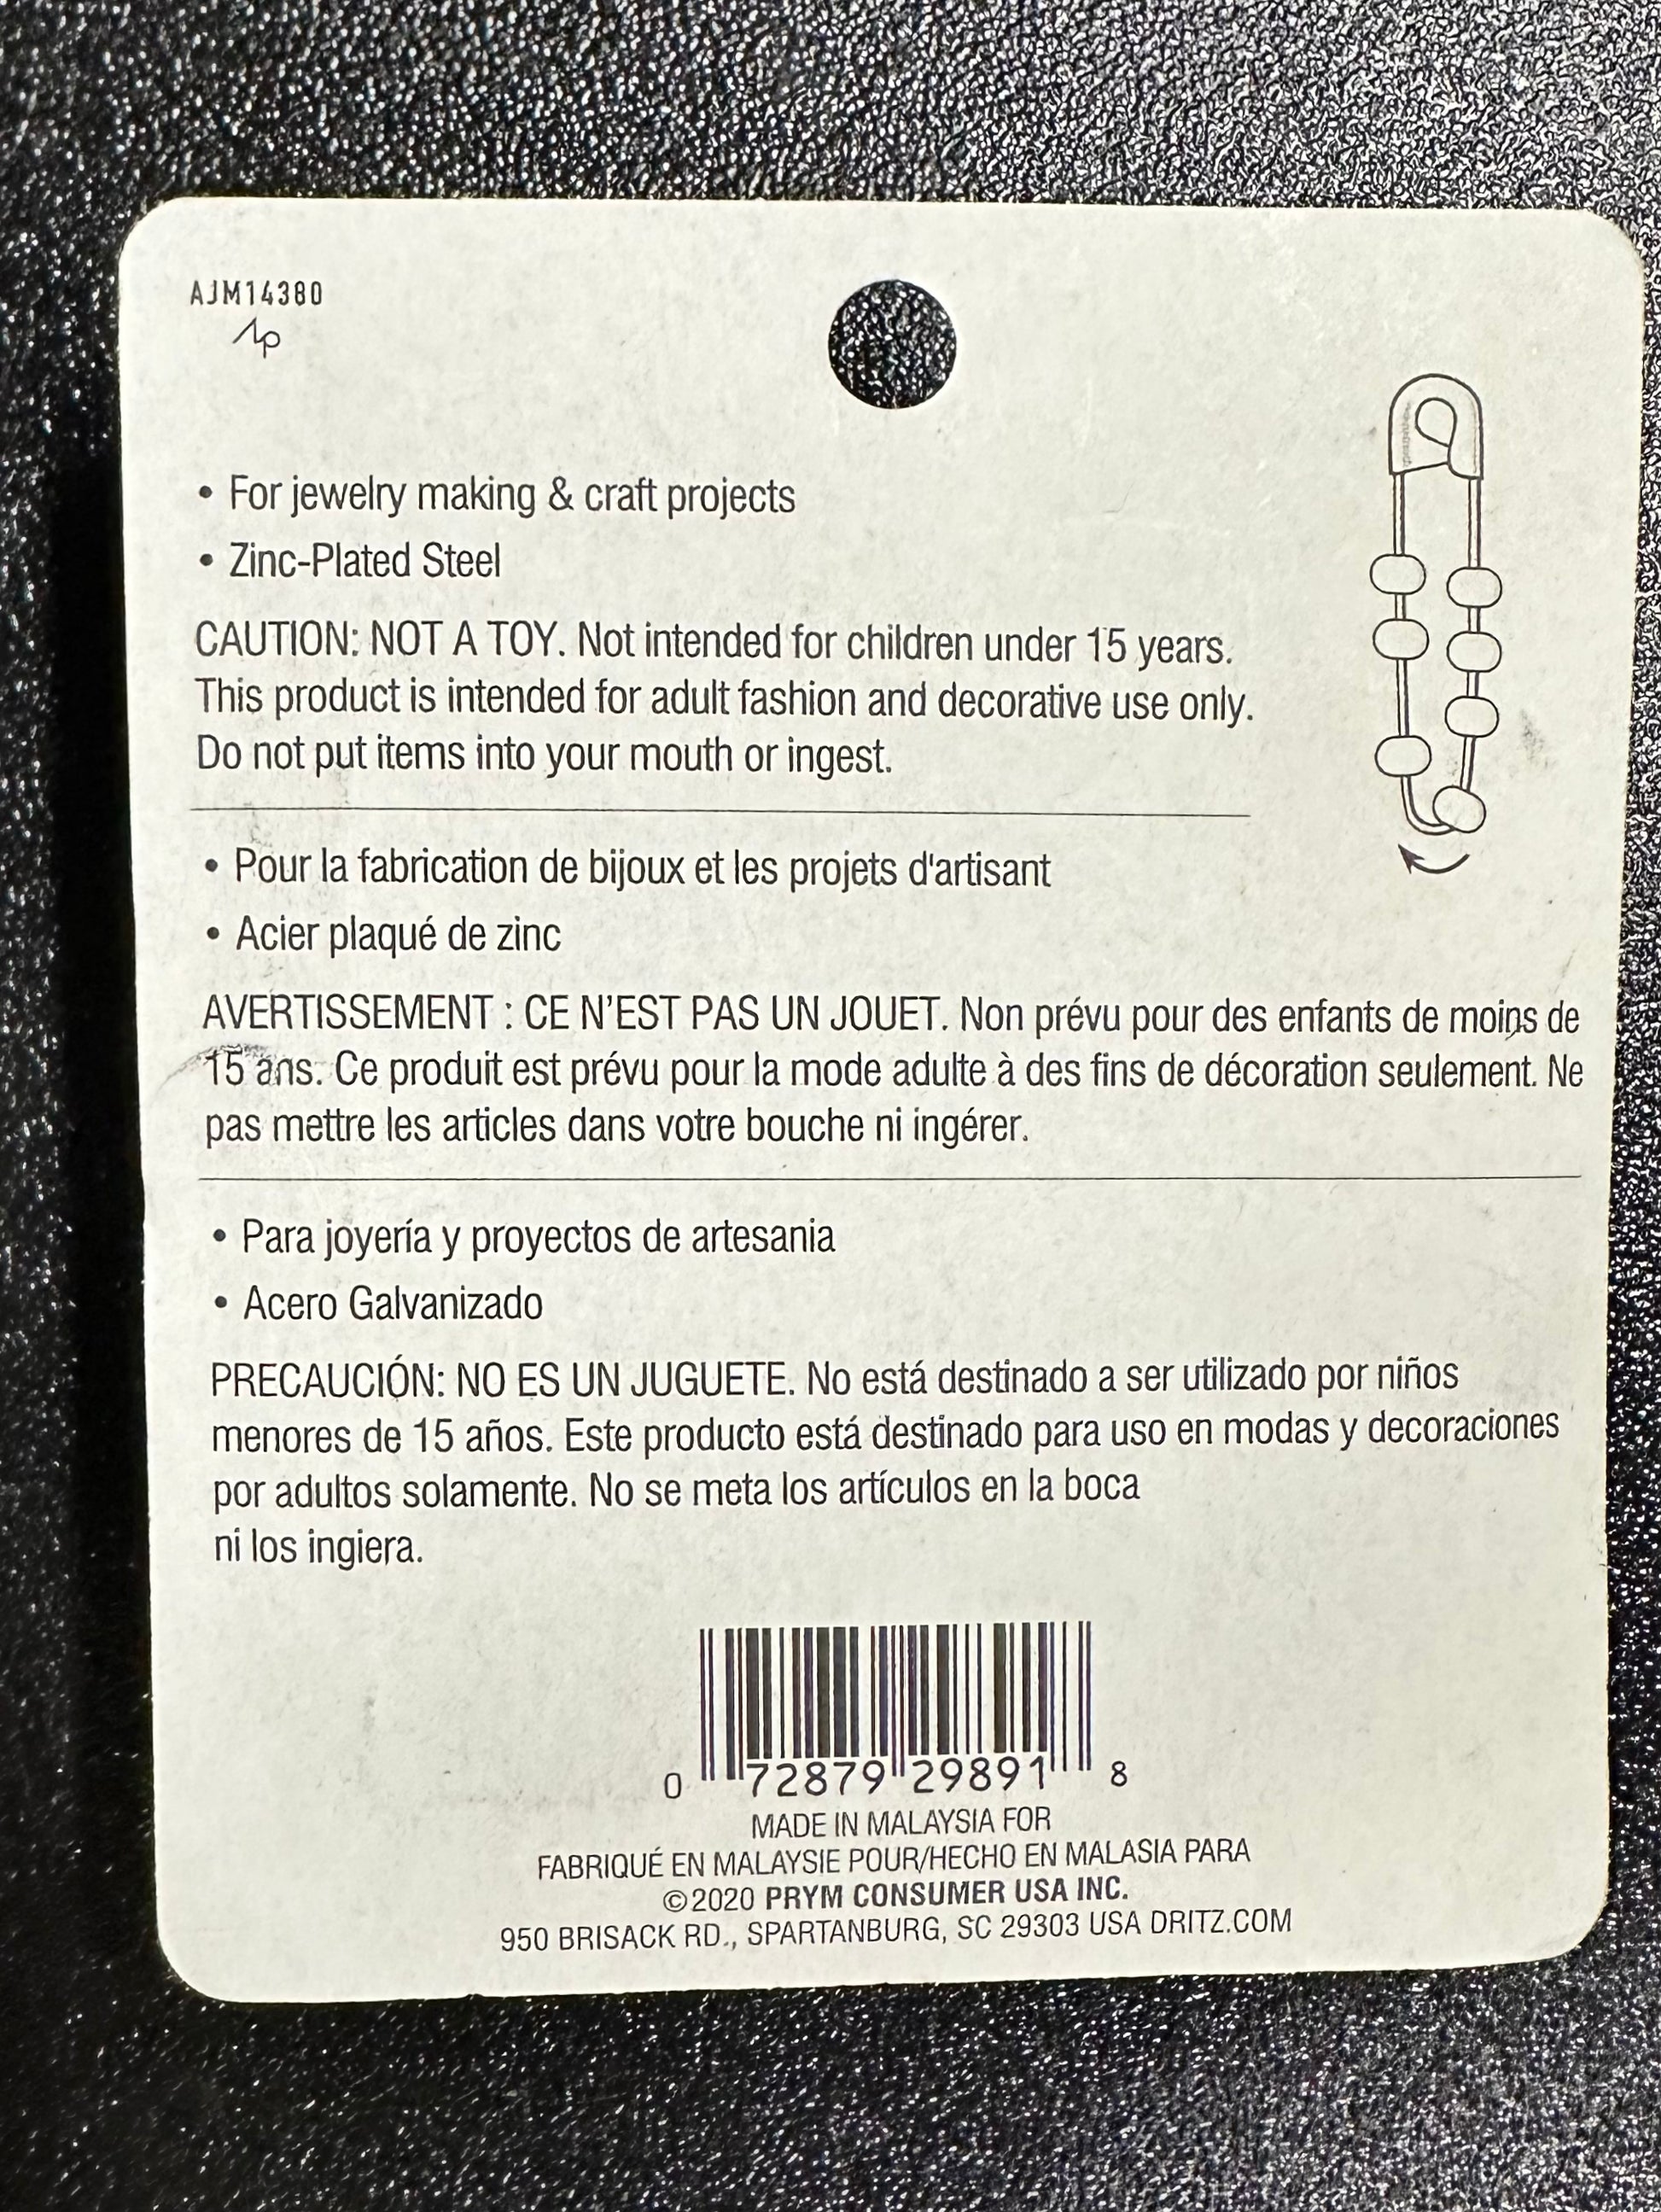 AJM14380
• For jewelry making & craft projects
• Zinc-Plated Steel
CAUTION: NOT A TOY. Not intended for children under 15 years.
This product is intended for adult fashion and decorative use only.
Do not put items into your mouth or ingest.
• Pour la fabrication de bijoux et les projets d'artisant
• Acier plaqué de zinc
AVERTISSEMENT : CE N'EST PAS UN JOUET. Non prévu pour des enfants de moins de
15 ans. Ce produit est prévu pour la mode adulte à des fins de décoration seulement. Ne
pas mettre les articles dans votre bouche ni ingérer.
• Para joyería y proyectos de artesania
• Acero Galvanizado
PRECAUCIÓN: NO ES UN JUGUETE. No está destinado a ser utilizado por niños
menores de 15 años. Este producto está destinado para uso en modas y decoraciones
por adultos solamente. No se meta los artículos en la boca
ni los ingiera.
0 72879 29891 8
MADE IN MALAYSIA FOR
FABRIQUÉ EN MALAYSIE POUR/HECHO EN MALASIA PARA
©2020 PRYM CONSUMER USA INC.
950 BRISACK RD., SPARTANBURG, SC 29303 USA DRITZ.COM